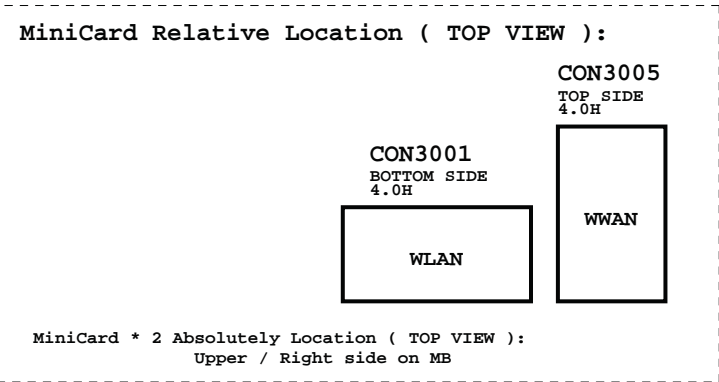 MiniCard Relative Location ( TOP VIEW ):
CON3005
TOP SIDE
4.0H
CON3001
BOTTOM SIDE
4.0H
WWAN
WLAN
MiniCard * 2 Absolutely Location ( TOP VIEW ):
Upper / Right side on MB